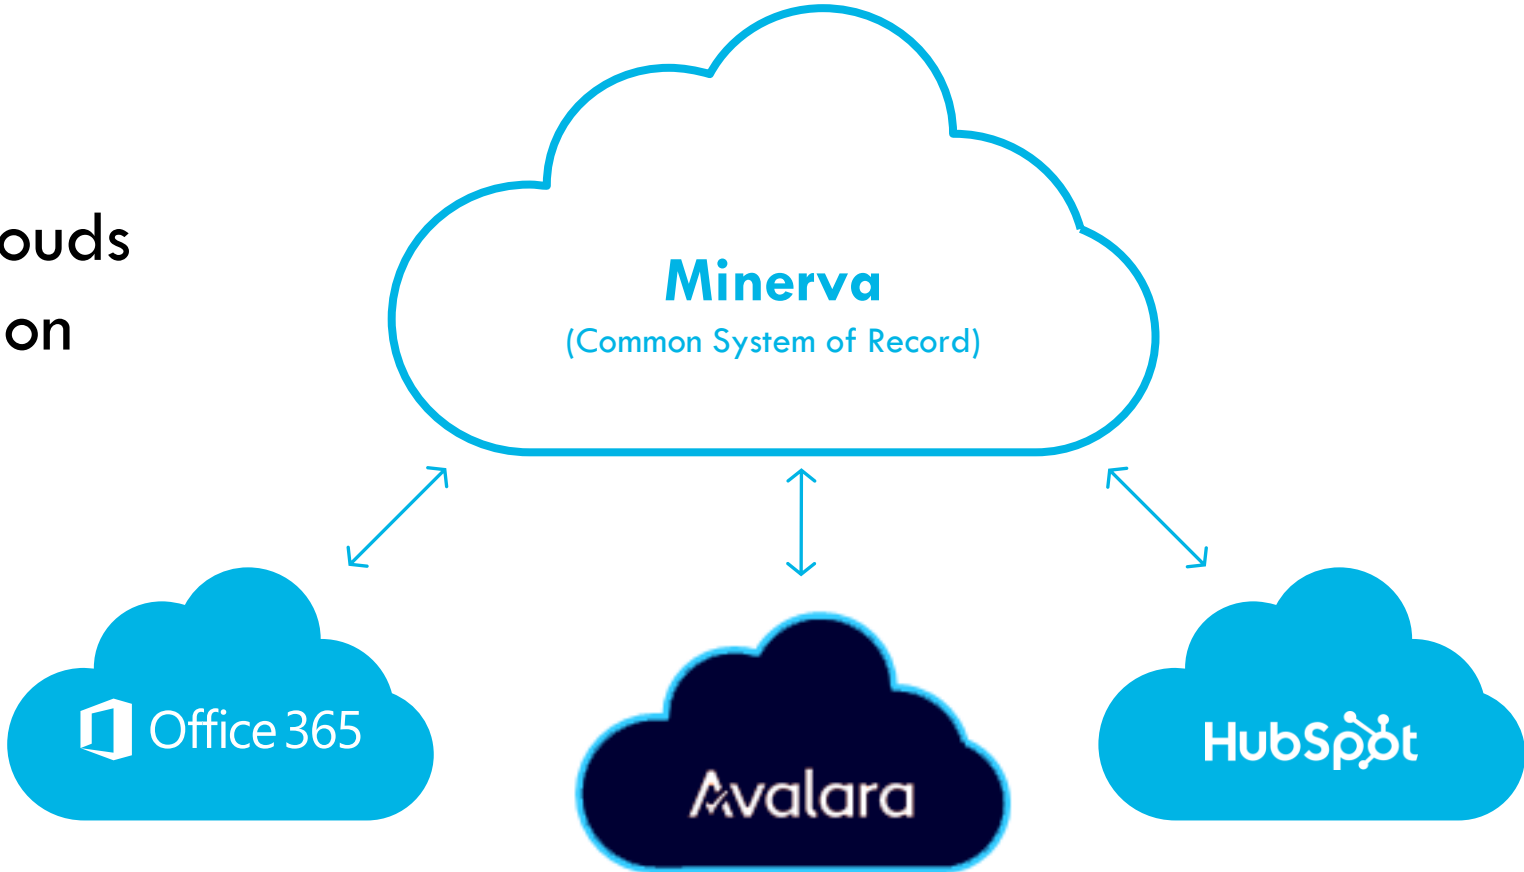 ouds
on
Minerva
(Common System of Record)
Office 365
Avalara
HubSpot